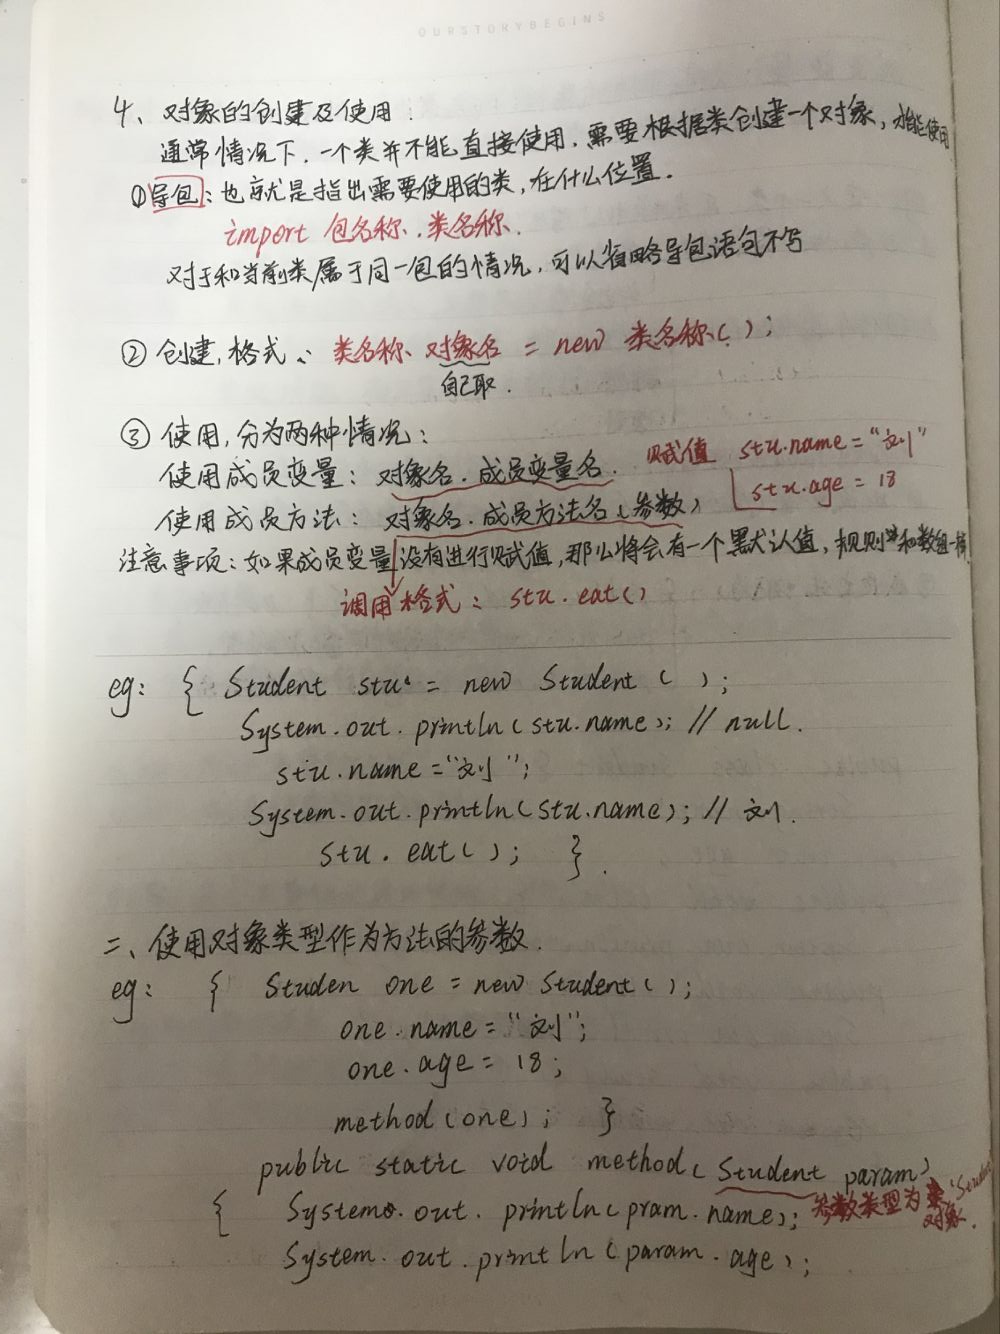 OURSTORYBEGINS
4、对象的创建及使用.
通常情况下.一个类并不能直接使用,需要根据类创建一个对象,才能使用
①导包:也就是指出需要使用的类,在什么位置.
import 包名称.类名称.
对于和当前类属于同一包的情况,可以省略导包语句不写
②创建,格式: 类名称 对象名 = new 类名称();
自己取.
③使用,分为两种情况:
使用成员变量: 对象名.成员变量名. 赋值 stu.name="刘"
stu.age = 18
使用成员方法: 对象名.成员方法名(参数)
注意事项:如果成员变量没有进行赋值,那么将会有一个默认值,规则和数组一样
调用格式: stu.eat()
eg: { Student stu = new Student ( );
System.out.println(stu.name); // null.
stu.name="刘";
System.out.println(stu.name); // 刘.
stu.eat(); }.
二、使用对象类型作为方法的参数.
eg: { Studen one = new Student();
one.name="刘";
one.age = 18;
method(one); }
public static void method(Student param)
{ System.out.println(pram.name); 参数类型为Student
对象.
System.out.println(param.age);